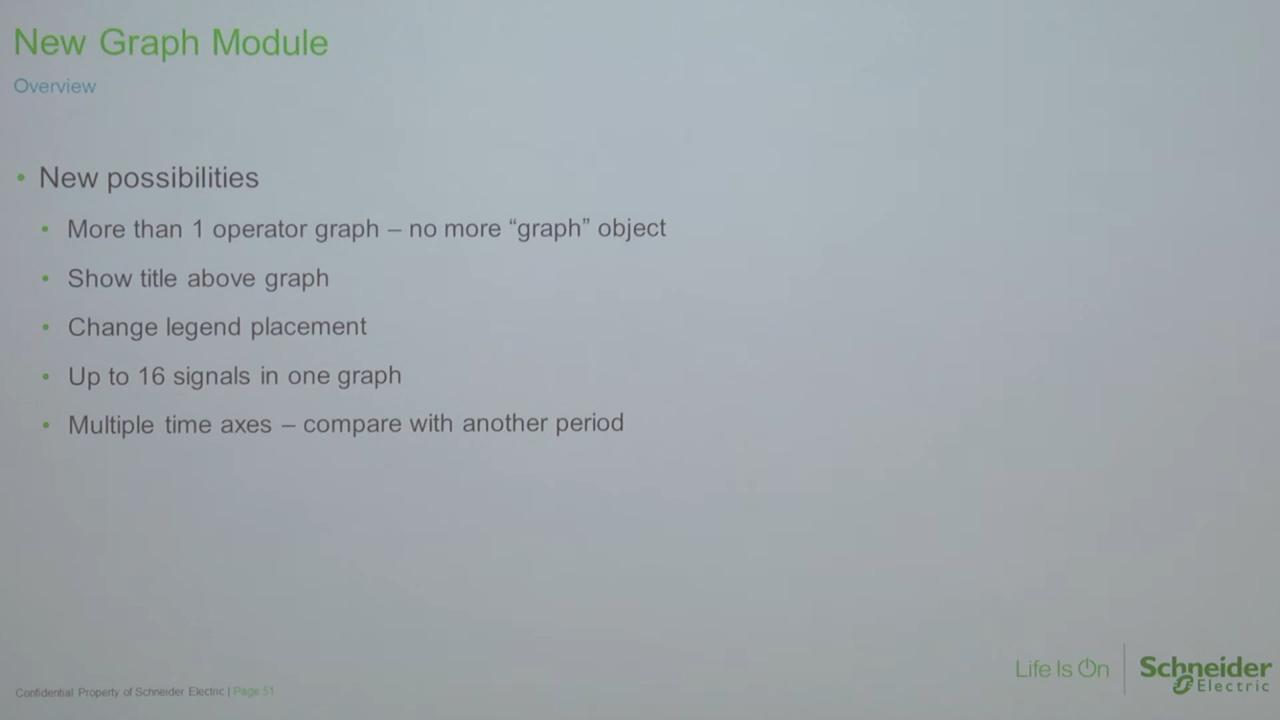 New Graph Module
Overview
• New possibilities
• More than 1 operator graph – no more “graph” object
• Show title above graph
• Change legend placement
• Up to 16 signals in one graph
• Multiple time axes – compare with another period
Confidential Property of Schneider Electric | Page 51
Life Is On
Schneider
Electric